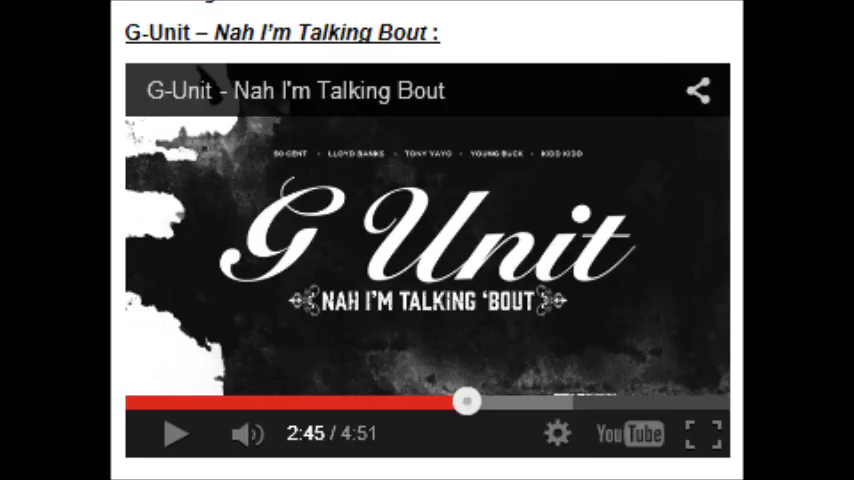 G-Unit – Nah I'm Talking Bout :
G-Unit - Nah I'm Talking Bout
50 CENT · LLOYD BANKS · TONY YAYO · YOUNG BUCK · KIDD KIDD
G Unit
NAH I'M TALKING 'BOUT
2:45 / 4:51
YouTube